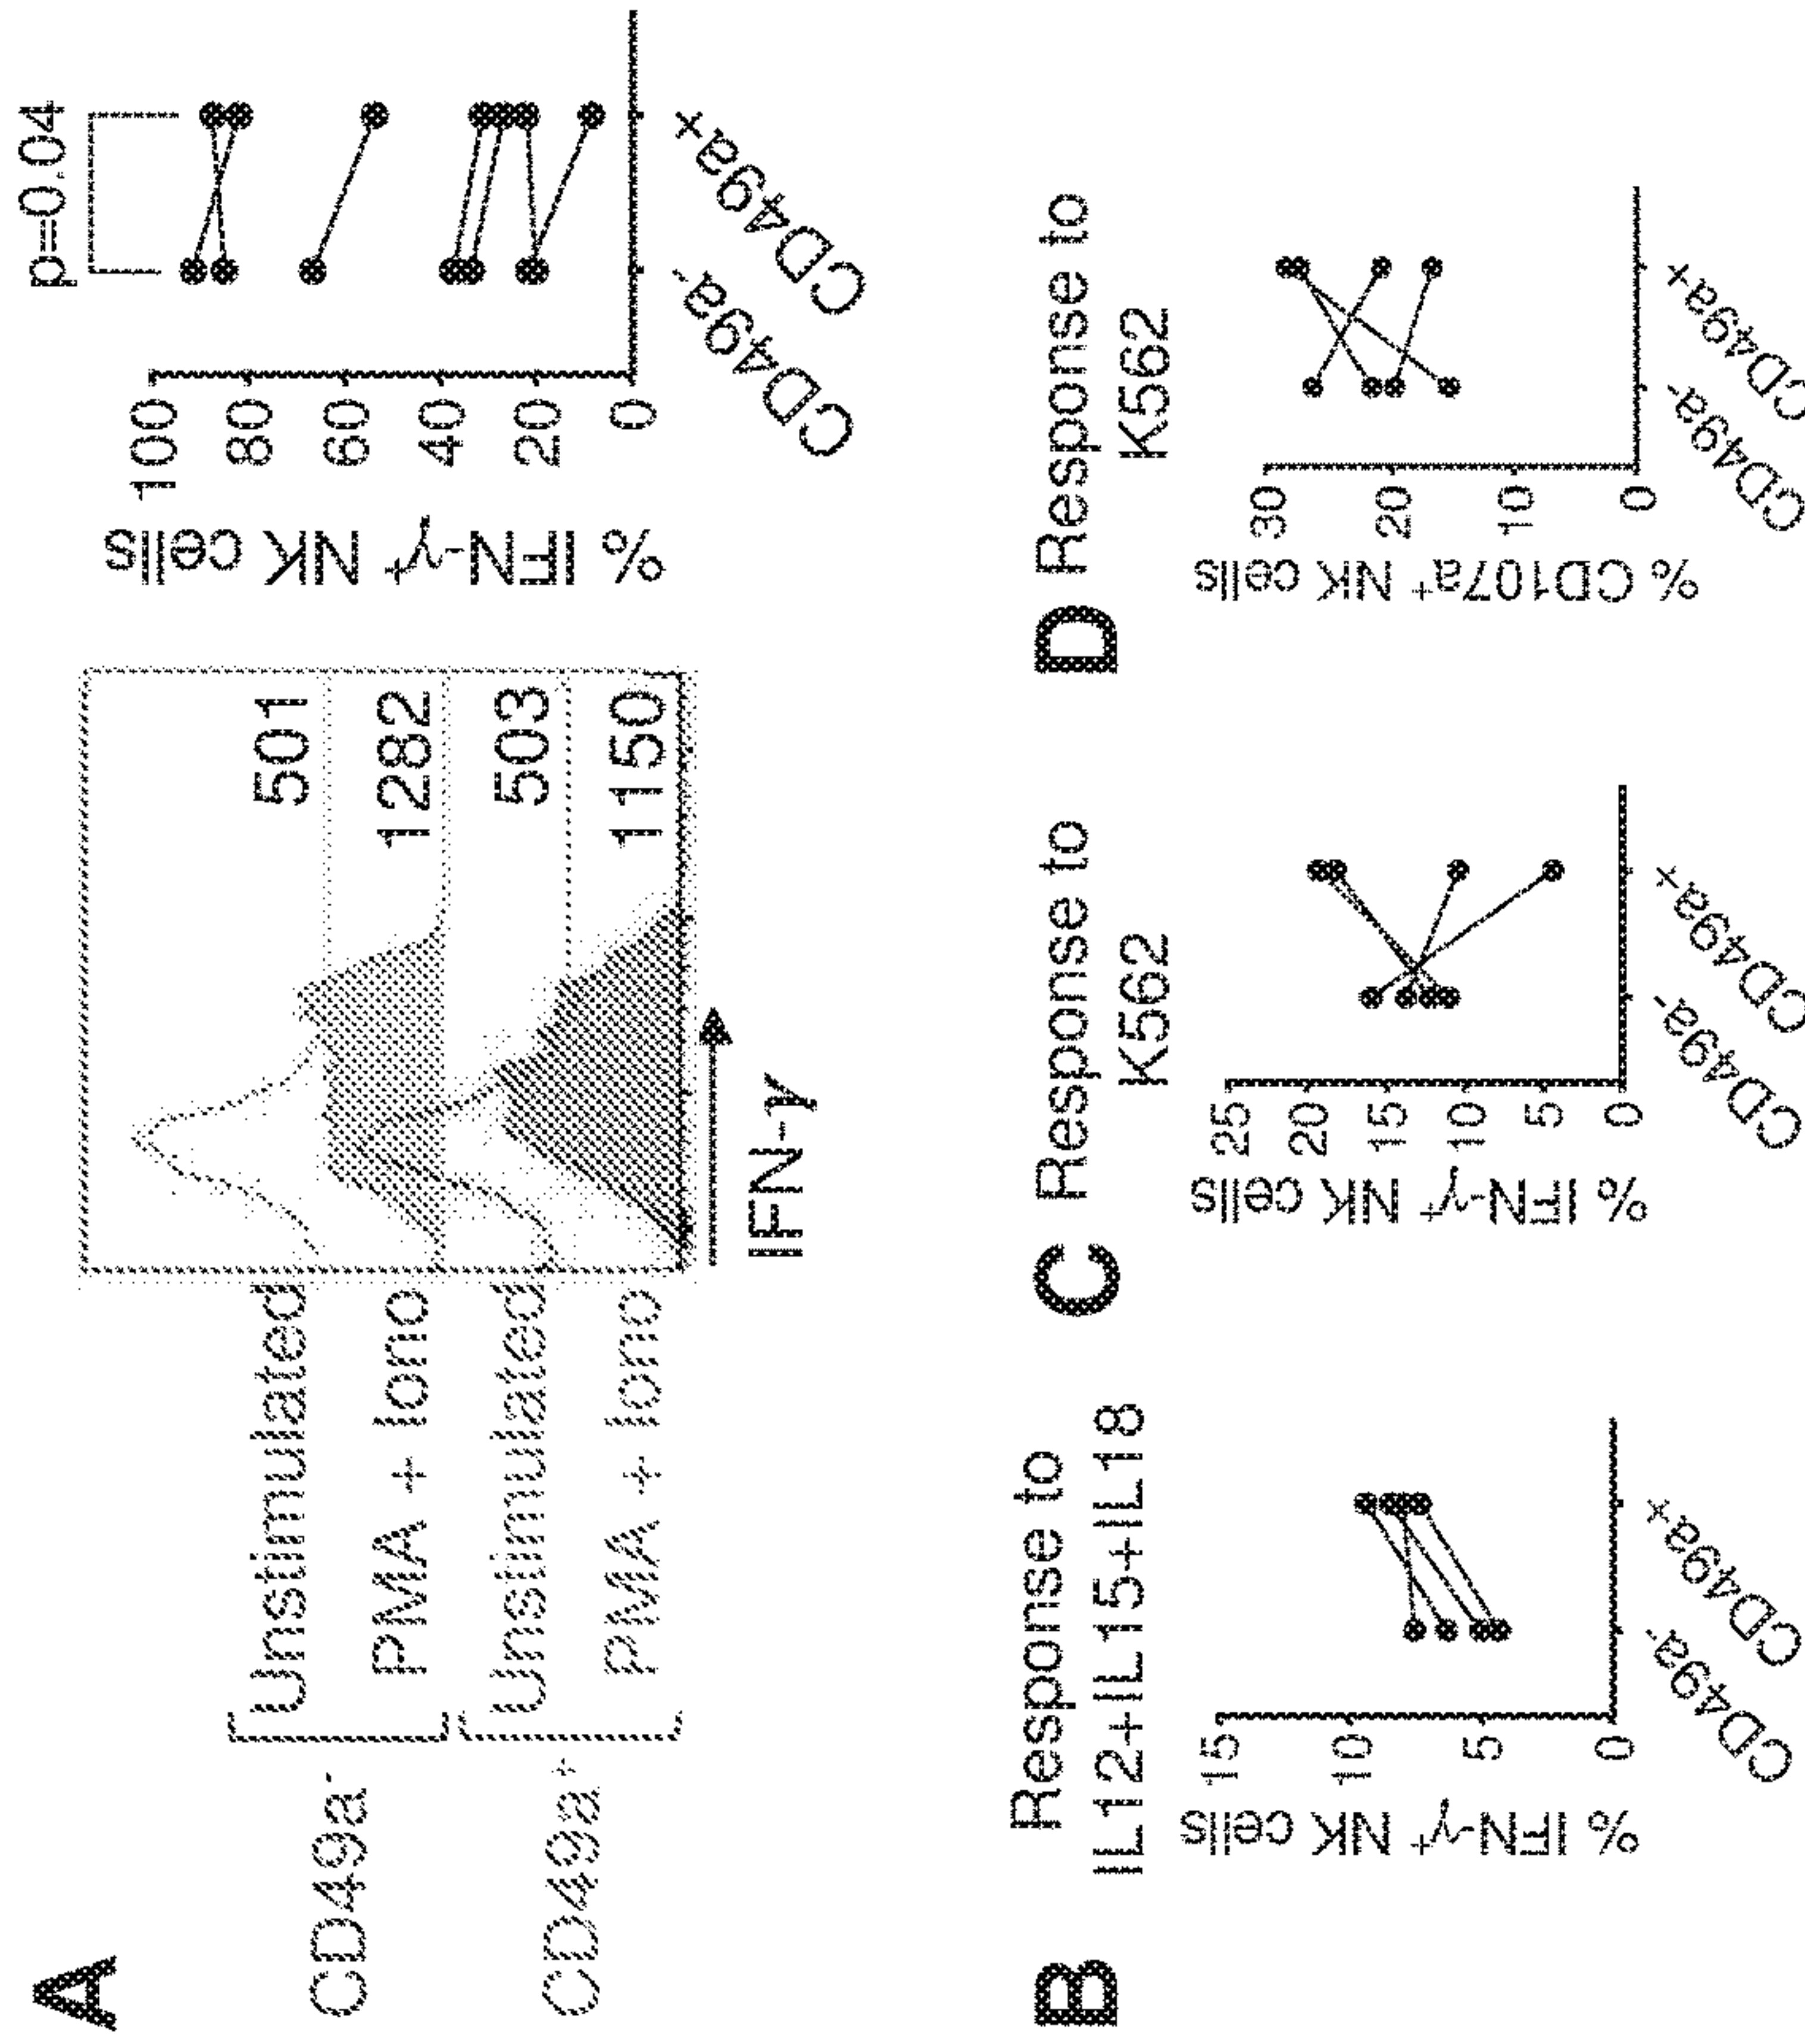 A
CD49a-
Unstimulated
501
PMA + Iono
1282
CD49a+
Unstimulated
503
PMA + Iono
1150
IFN-γ
p=0.04
% IFN-γ+ NK cells
100
80
60
40
20
0
CD49a-
CD49a+
B Response to
IL12+IL15+IL18
% IFN-γ+ NK cells
15
10
5
0
CD49a-
CD49a+
C Response to
K562
% IFN-γ+ NK cells
25
20
15
10
5
0
CD49a-
CD49a+
D Response to
K562
% CD107a+ NK cells
30
20
10
0
CD49a-
CD49a+